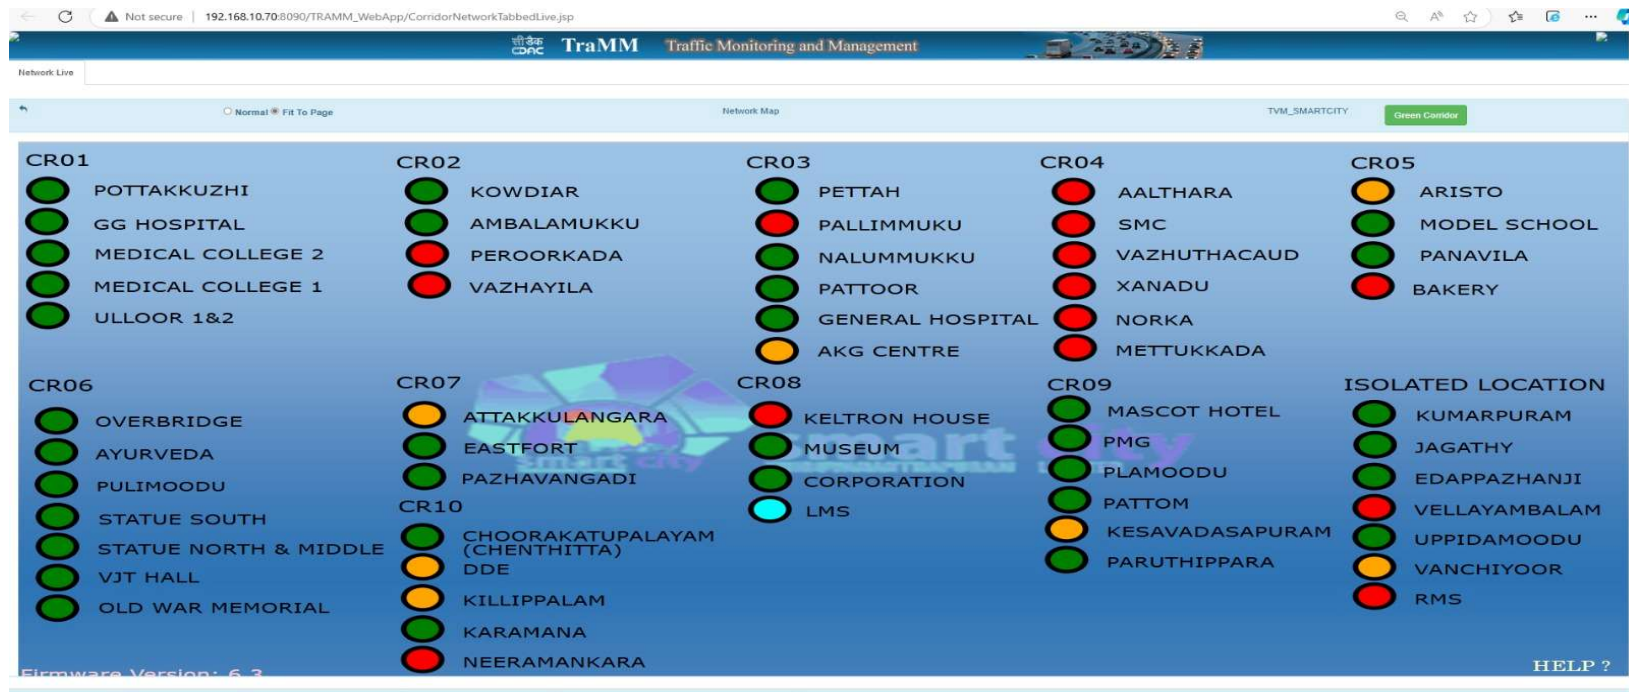 Not secure 192.168.10.70:8090/TRAMM_WebApp/CorridorNetworkTabbedLive.jsp
सी डैक CDAC TraMM Traffic Monitoring and Management
Network Live
Normal Fit To Page Network Map TVM_SMARTCITY Green Corridor
CR01
POTTAKKUZHI
GG HOSPITAL
MEDICAL COLLEGE 2
MEDICAL COLLEGE 1
ULLOOR 1&2
CR02
KOWDIAR
AMBALAMUKKU
PEROORKADA
VAZHAYILA
CR03
PETTAH
PALLIMMUKU
NALUMMUKKU
PATTOOR
GENERAL HOSPITAL
AKG CENTRE
CR04
AALTHARA
SMC
VAZHUTHACAUD
XANADU
NORKA
METTUKKADA
CR05
ARISTO
MODEL SCHOOL
PANAVILA
BAKERY
CR06
OVERBRIDGE
AYURVEDA
PULIMOODU
STATUE SOUTH
STATUE NORTH & MIDDLE
VJT HALL
OLD WAR MEMORIAL
CR07
ATTAKKULANGARA
EASTFORT
PAZHAVANGADI
CR10
CHOORAKATUPALAYAM
(CHENTHITTA)
DDE
KILLIPPALAM
KARAMANA
NEERAMANKARA
CR08
KELTRON HOUSE
MUSEUM
CORPORATION
LMS
CR09
MASCOT HOTEL
PMG
PLAMOODU
PATTOM
KESAVADASAPURAM
PARUTHIPPARA
ISOLATED LOCATION
KUMARPURAM
JAGATHY
EDAPPAZHANJI
VELLAYAMBALAM
UPPIDAMOODU
VANCHIYOOR
RMS
smart city
smart city
Firmware Version: 6.3
HELP ?